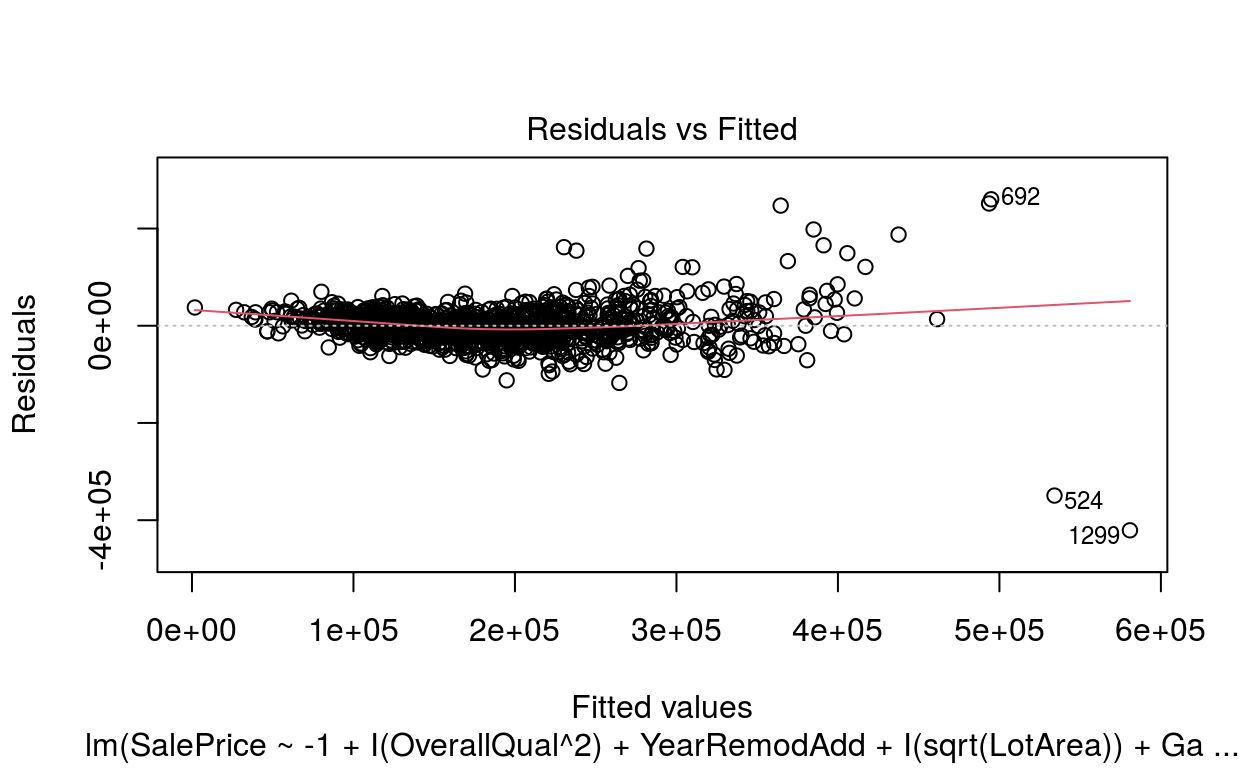 Residuals vs Fitted
692
0e+00
Residuals
-4e+05
524
1299
0e+00 1e+05 2e+05 3e+05 4e+05 5e+05 6e+05
Fitted values
lm(SalePrice ~ -1 + I(OverallQual^2) + YearRemodAdd + I(sqrt(LotArea)) + Ga ...